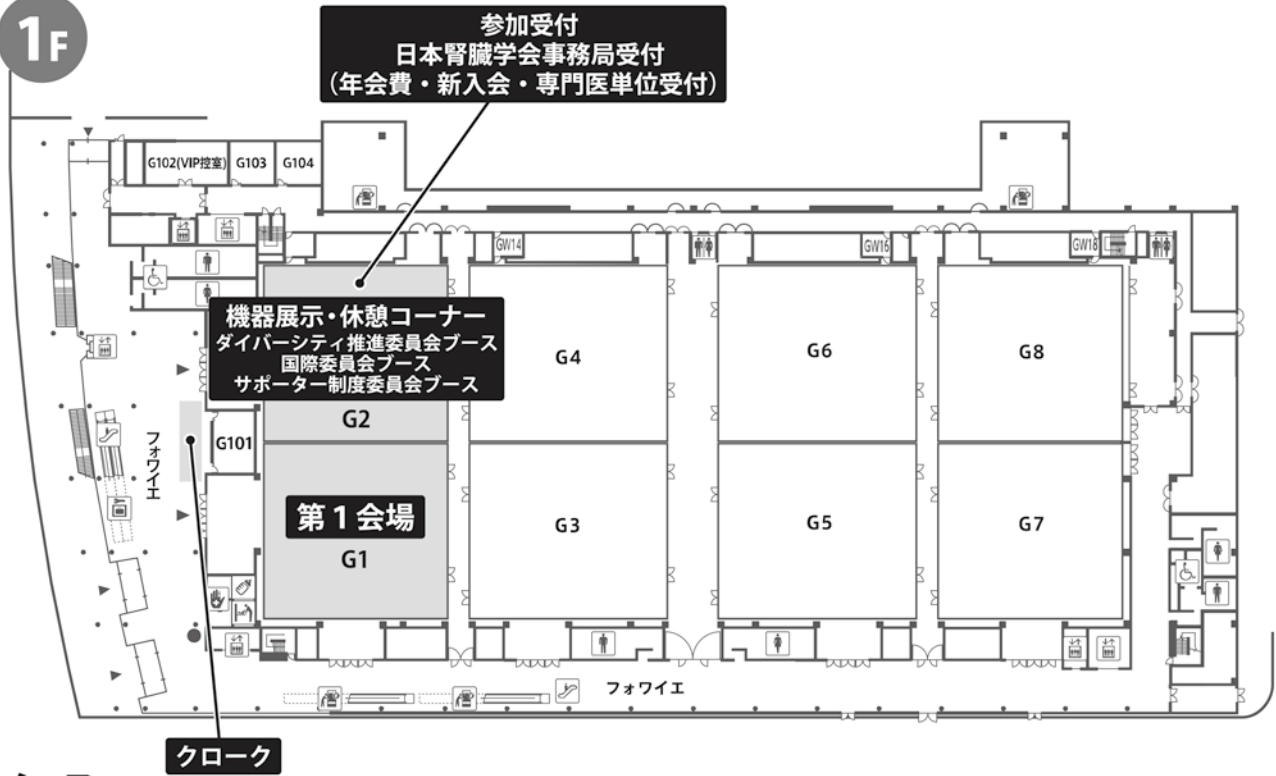 1F
参加受付
日本腎臓学会事務局受付
(年会費・新入会・専門医単位受付)
G102(VIP控室)
G103
G104
GW14
GW16
GW18
機器展示・休憩コーナー
ダイバーシティ推進委員会ブース
国際委員会ブース
サポーター制度委員会ブース
G2
G4
G6
G8
G101
フォワイエ
第1会場
G1
G3
G5
G7
フォワイエ
クローク